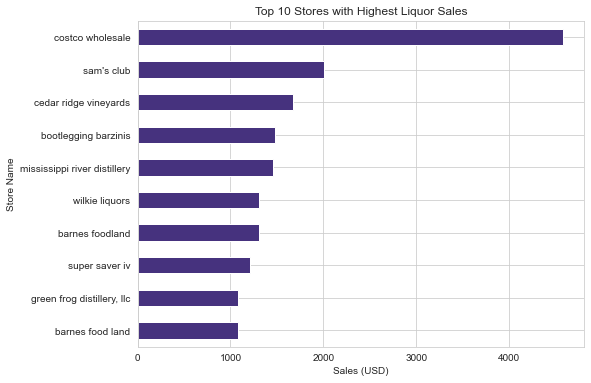 Top 10 Stores with Highest Liquor Sales
Store Name
costco wholesale
sam's club
cedar ridge vineyards
bootlegging barzinis
mississippi river distillery
wilkie liquors
barnes foodland
super saver iv
green frog distillery, llc
barnes food land
0 1000 2000 3000 4000
Sales (USD)